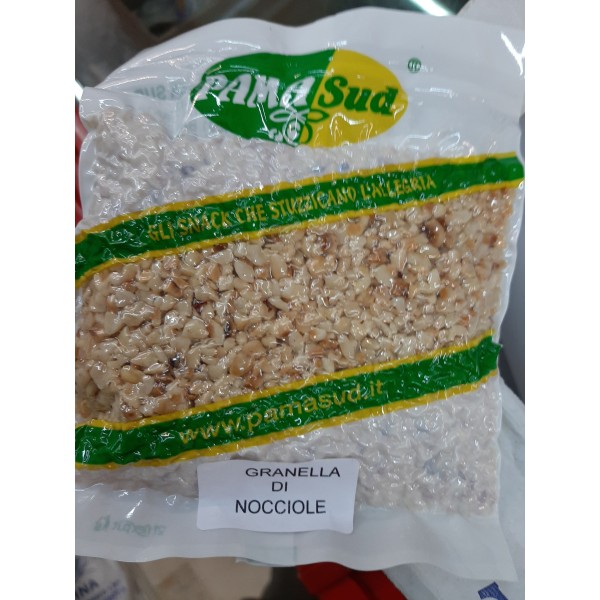 PAMA Sud
GLI SNACK CHE STUZZICANO L'ALLEGRIA
www.pamasud.it
GRANELLA
DI
NOCCIOLE